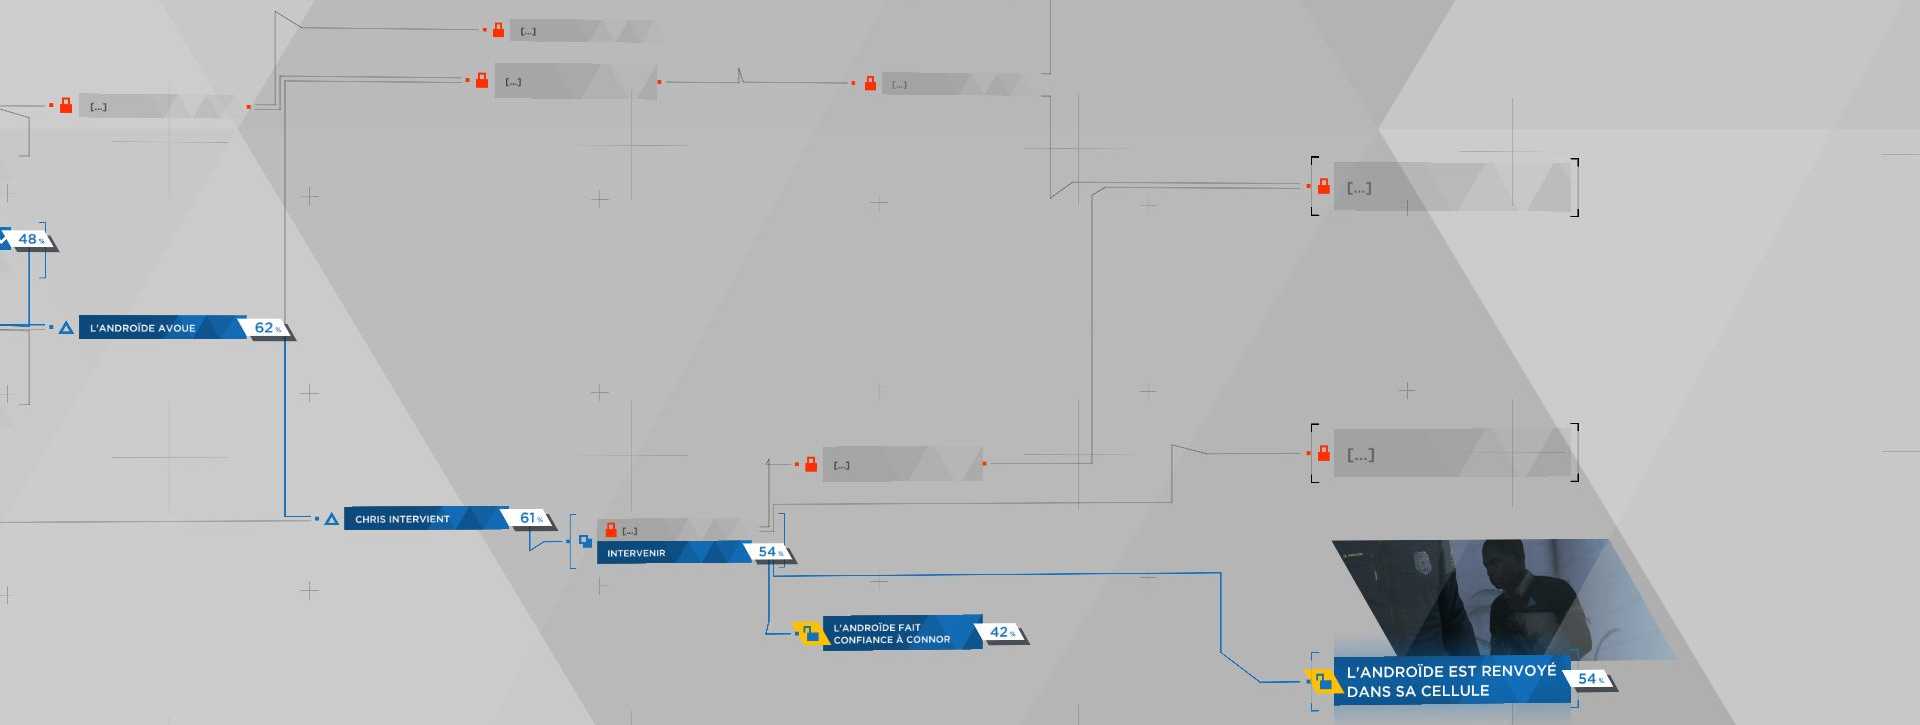 [...]
[...]
[...]
[...]
[...]
48%
L'ANDROÏDE AVOUE
62%
[...]
[...]
CHRIS INTERVIENT
61%
[...]
INTERVENIR
54%
L'ANDROÏDE FAIT
CONFIANCE À CONNOR
42%
L'ANDROÏDE EST RENVOYÉ
DANS SA CELLULE
54%